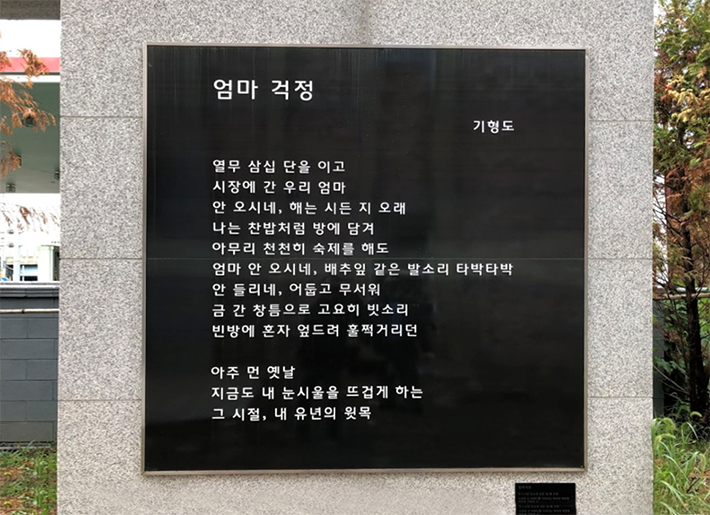 엄마 걱정
기형도
열무 삼십 단을 이고
시장에 간 우리 엄마
안 오시네, 해는 시든 지 오래
나는 찬밥처럼 방에 담겨
아무리 천천히 숙제를 해도
엄마 안 오시네, 배추잎 같은 발소리 타박타박
안 들리네, 어둡고 무서워
금 간 창틈으로 고요히 빗소리
빈방에 혼자 엎드려 훌쩍거리던
아주 먼 옛날
지금도 내 눈시울을 뜨겁게 하는
그 시절, 내 유년의 윗목